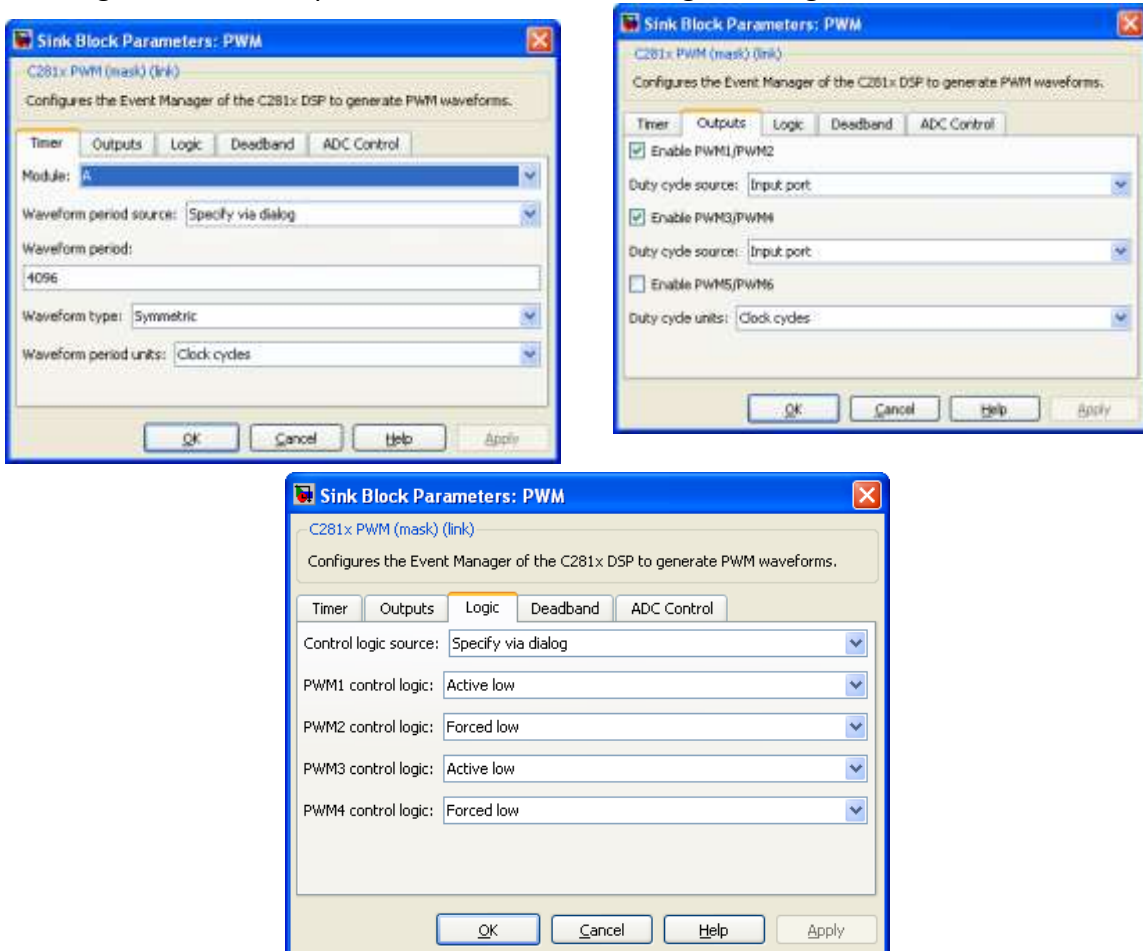 Sink Block Parameters: PWM
C281x PWM (mask) (link)
Configures the Event Manager of the C281x DSP to generate PWM waveforms.
Timer Outputs Logic Deadband ADC Control
Module: A
Waveform period source: Specify via dialog
Waveform period:
4096
Waveform type: Symmetric
Waveform period units: Clock cycles
OK Cancel Help Apply
Sink Block Parameters: PWM
C281x PWM (mask) (link)
Configures the Event Manager of the C281x DSP to generate PWM waveforms.
Timer Outputs Logic Deadband ADC Control
Enable PWM1/PWM2
Duty cycle source: Input port
Enable PWM3/PWM4
Duty cycle source: Input port
Enable PWM5/PWM6
Duty cycle units: Clock cycles
OK Cancel Help Apply
Sink Block Parameters: PWM
C281x PWM (mask) (link)
Configures the Event Manager of the C281x DSP to generate PWM waveforms.
Timer Outputs Logic Deadband ADC Control
Control logic source: Specify via dialog
PWM1 control logic: Active low
PWM2 control logic: Forced low
PWM3 control logic: Active low
PWM4 control logic: Forced low
OK Cancel Help Apply